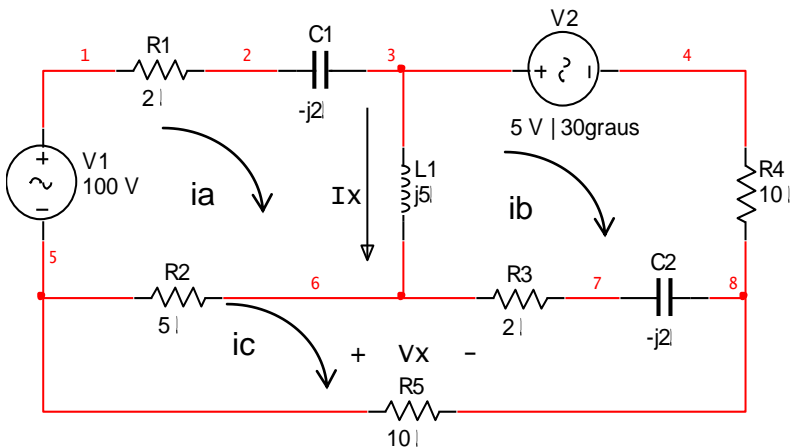 V2
C1
R1
1
2
3
4
+
-
2
-j2
5 V | 30graus
+
V1
100 V
-
ia
Ix
L1
j5
ib
R4
10
5
R2
6
R3
7
C2
8
5
2
-j2
ic
+ Vx -
R5
10